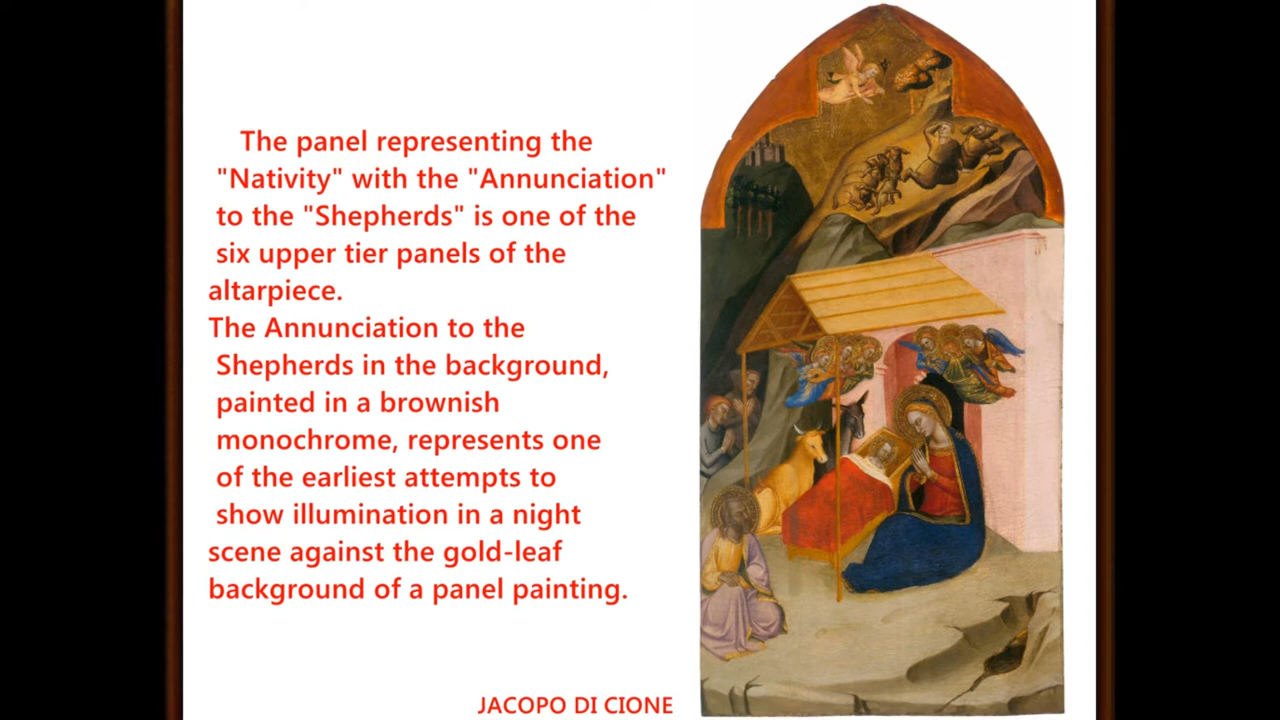 The panel representing the
"Nativity" with the "Annunciation"
to the "Shepherds" is one of the
six upper tier panels of the
altarpiece.
The Annunciation to the
Shepherds in the background,
painted in a brownish
monochrome, represents one
of the earliest attempts to
show illumination in a night
scene against the gold-leaf
background of a panel painting.
JACOPO DI CIONE